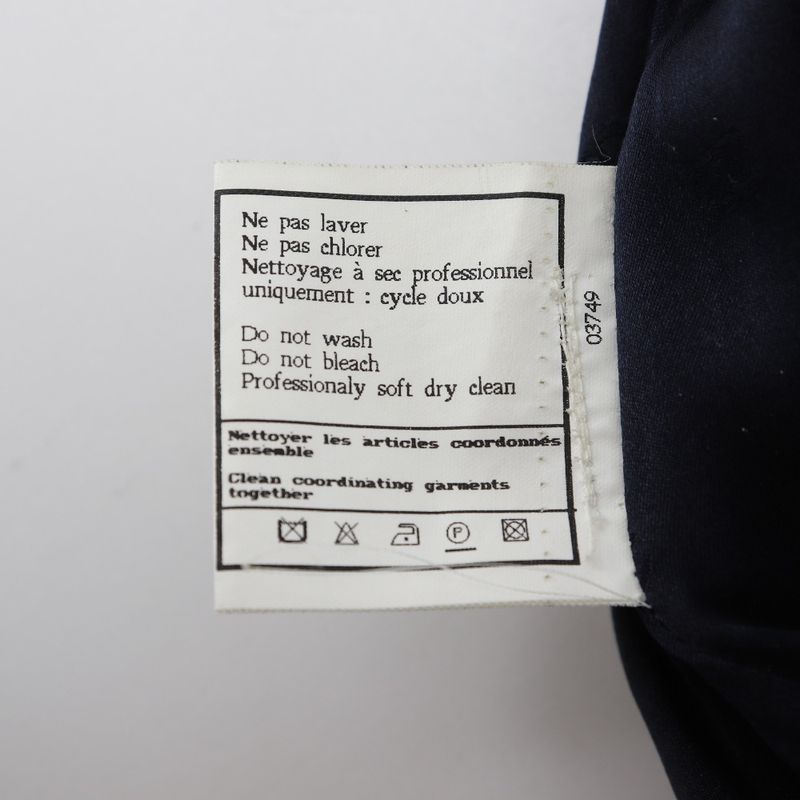 Ne pas laver
Ne pas chlorer
Nettoyage à sec professionnel
uniquement : cycle doux
Do not wash
Do not bleach
Professionaly soft dry clean
Nettoyer les articles coordonnés
ensemble
Clean coordinating garments
together
P
03749